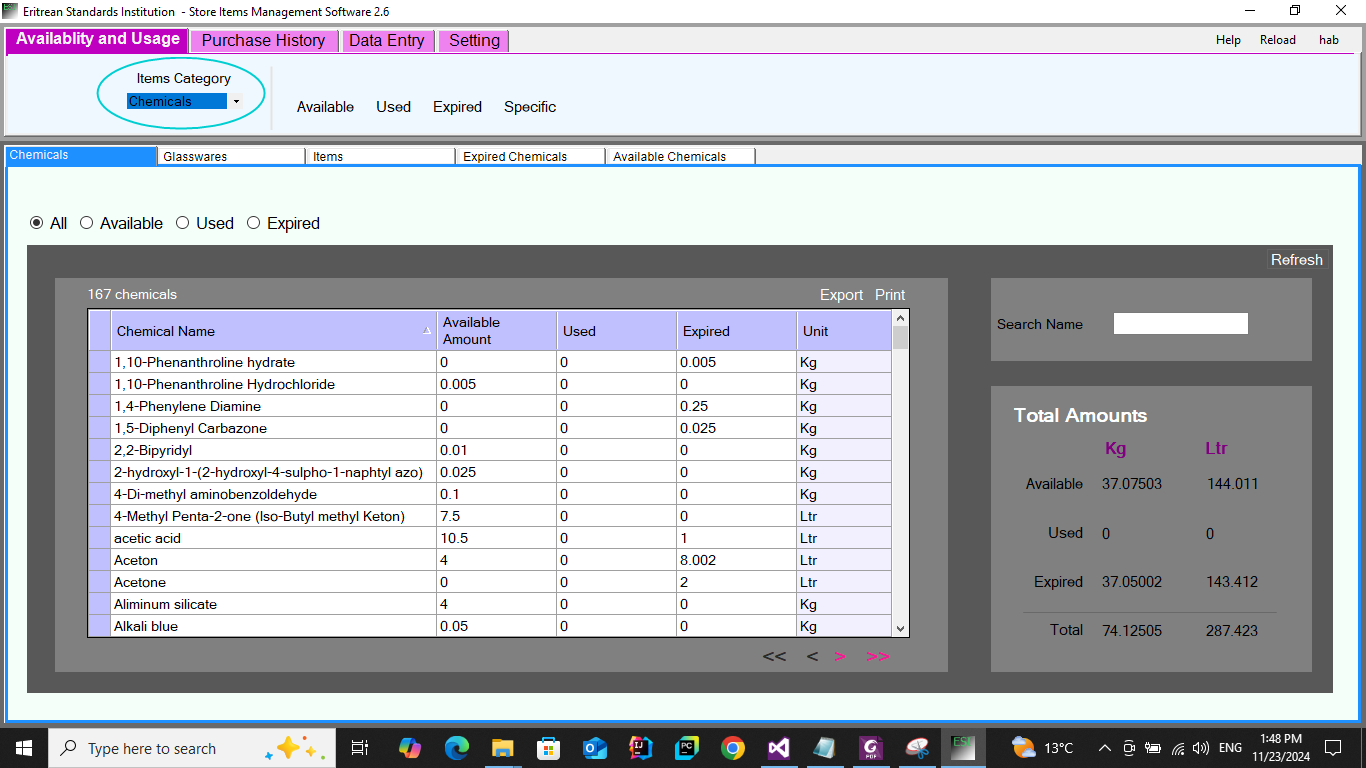 Eritrean Standards Institution - Store Items Management Software 2.6
Availablity and Usage Purchase History Data Entry Setting Help Reload hab
Items Category
Chemicals
Available Used Expired Specific
Chemicals Glasswares Items Expired Chemicals Available Chemicals
All Available Used Expired
Refresh
167 chemicals Export Print
Chemical Name Available Amount Used Expired Unit
1,10-Phenanthroline hydrate 0 0 0.005 Kg
1,10-Phenanthroline Hydrochloride 0.005 0 0 Kg
1,4-Phenylene Diamine 0 0 0.25 Kg
1,5-Diphenyl Carbazone 0 0 0.025 Kg
2,2-Bipyridyl 0.01 0 0 Kg
2-hydroxyl-1-(2-hydroxyl-4-sulpho-1-naphtyl azo) 0.025 0 0 Kg
4-Di-methyl aminobenzoldehyde 0.1 0 0 Kg
4-Methyl Penta-2-one (Iso-Butyl methyl Keton) 7.5 0 0 Ltr
acetic acid 10.5 0 1 Ltr
Aceton 4 0 8.002 Ltr
Acetone 0 0 2 Ltr
Aliminum silicate 4 0 0 Kg
Alkali blue 0.05 0 0 Kg
<< < > >>
Search Name
Total Amounts
Kg Ltr
Available 37.07503 144.011
Used 0 0
Expired 37.05002 143.412
Total 74.12505 287.423
Type here to search
13°C
ENG
1:48 PM
11/23/2024